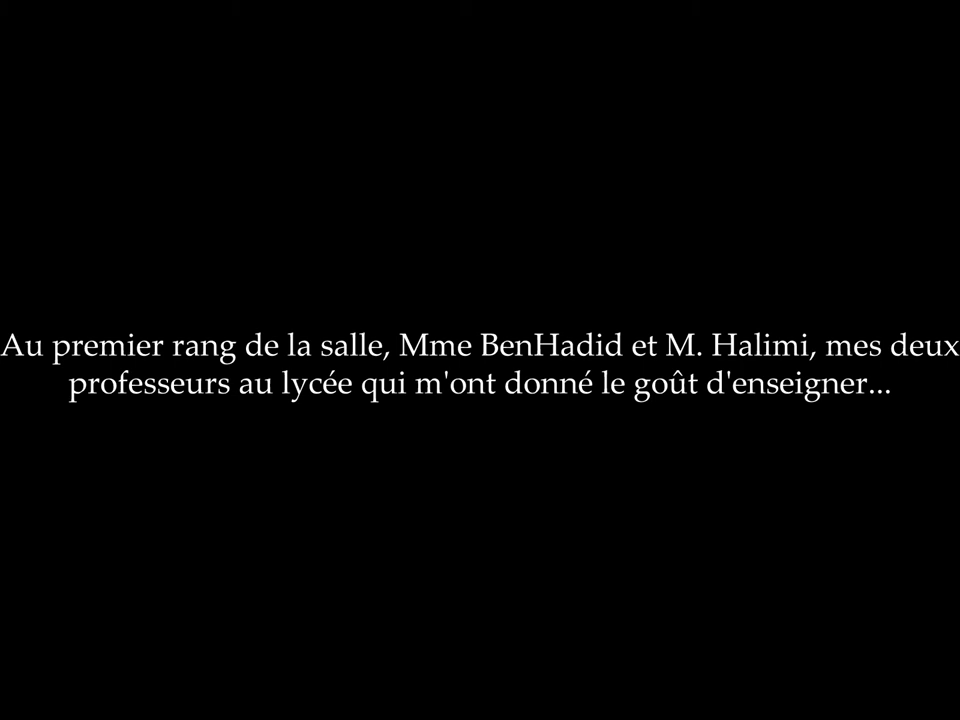 Au premier rang de la salle, Mme BenHadid et M. Halimi, mes deux
professeurs au lycée qui m'ont donné le goût d'enseigner...